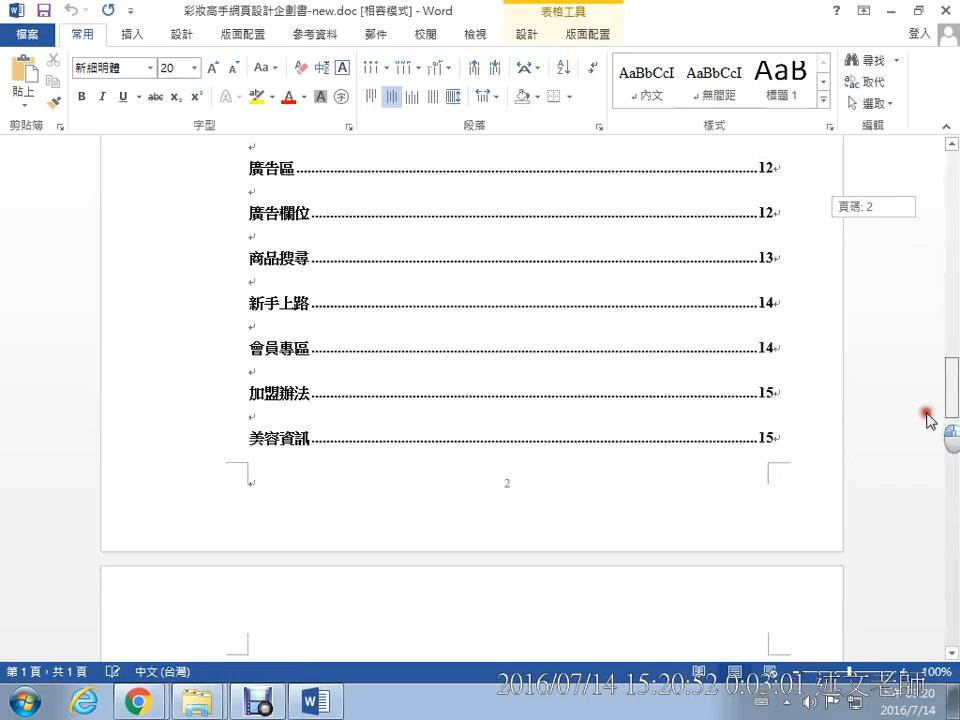 彩妝高手網頁設計企劃書-new.doc [相容模式] - Word
表格工具
檔案 常用 插入 設計 版面配置 參考資料 郵件 校閱 檢視 設計 版面配置 登入
新細明體 20 Aa
AaBbCcI AaBbCcI AaB
貼上 B I U abc x₂ x² A A A 字
↵內文 ↵無間距 標題 1
尋找
取代
選取
剪貼簿 字型 段落 樣式 編輯
廣告區 12
頁碼: 2
廣告欄位 12
商品搜尋 13
新手上路 14
會員專區 14
加盟辦法 15
美容資訊 15
2
第 1 頁，共 1 頁 中文 (台灣) 100%
2016/07/14 15:20:52 0:03:01
2016/7/14